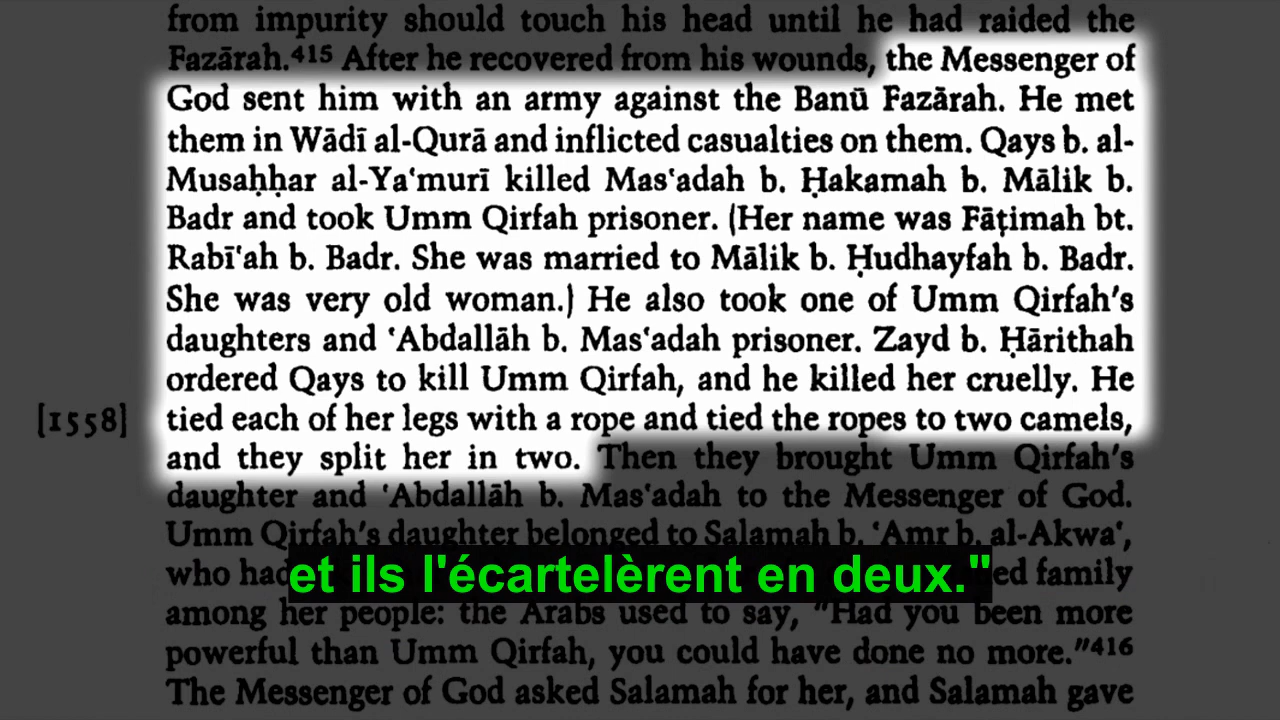 from impurity should touch his head until he had raided the
Fazārah.⁴¹⁵ After he recovered from his wounds, the Messenger of
God sent him with an army against the Banū Fazārah. He met
them in Wādī al-Qurā and inflicted casualties on them. Qays b. al-
Musaḥḥar al-Ya‘murī killed Mas‘adah b. Ḥakamah b. Mālik b.
Badr and took Umm Qirfah prisoner. (Her name was Fāṭimah bt.
Rabī‘ah b. Badr. She was married to Mālik b. Ḥudhayfah b. Badr.
She was very old woman.) He also took one of Umm Qirfah's
daughters and ‘Abdallāh b. Mas‘adah prisoner. Zayd b. Ḥārithah
ordered Qays to kill Umm Qirfah, and he killed her cruelly. He
[1558] tied each of her legs with a rope and tied the ropes to two camels,
and they split her in two. Then they brought Umm Qirfah's
daughter and ‘Abdallāh b. Mas‘adah to the Messenger of God.
Umm Qirfah's daughter belonged to Salamah b. ‘Amr b. al-Akwa‘,
who had ed family
et ils l'écartelèrent en deux."
among her people: the Arabs used to say, "Had you been more
powerful than Umm Qirfah, you could have done no more."⁴¹⁶
The Messenger of God asked Salamah for her, and Salamah gave